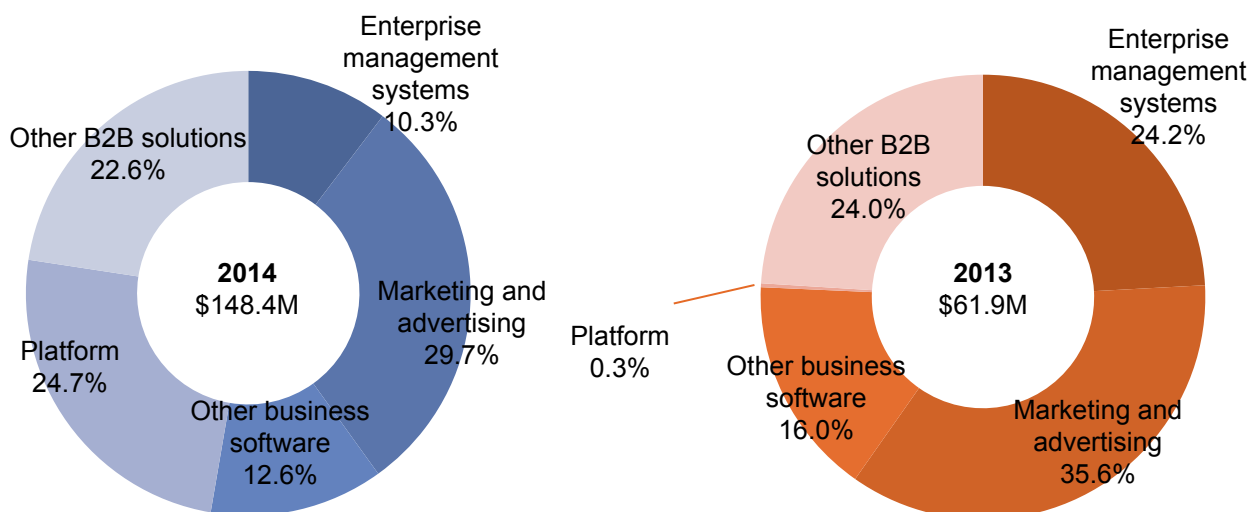 Enterprise
management
systems
10.3%
Other B2B solutions
22.6%
2014
$148.4M
Marketing and
advertising
29.7%
Platform
24.7%
Other business
software
12.6%
Enterprise
management
systems
24.2%
Other B2B
solutions
24.0%
2013
$61.9M
Platform
0.3%
Other business
software
16.0%
Marketing and
advertising
35.6%